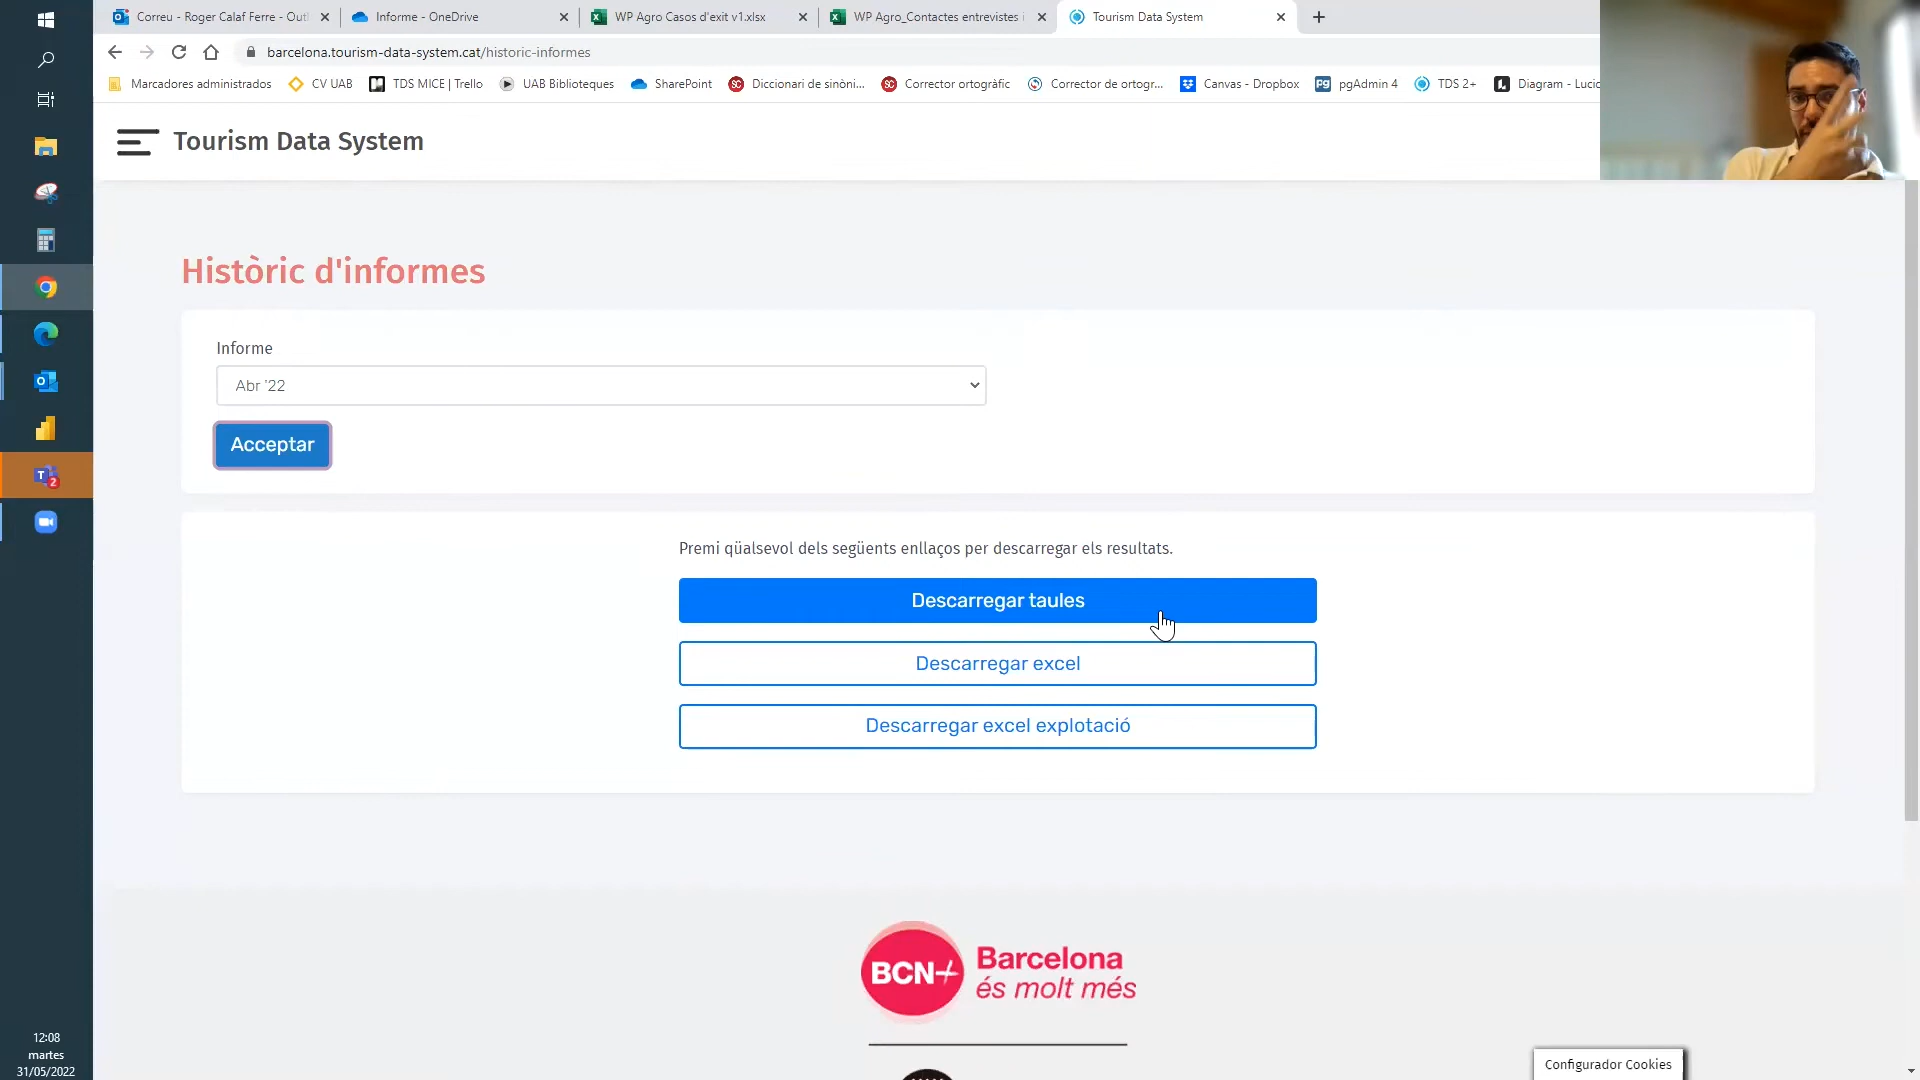 Correu - Roger Calaf Ferre - Out
Informe - OneDrive
WP Agro Casos d'exit v1.xlsx
WP Agro_Contactes entrevistes i
Tourism Data System
barcelona.tourism-data-system.cat/historic-informes
Marcadores administrados
CV UAB
TDS MICE | Trello
UAB Biblioteques
SharePoint
Diccionari de sinòni...
Corrector ortogràfic
Corrector de ortogr...
Canvas - Dropbox
pgAdmin 4
TDS 2+
Diagram - Lucic
Tourism Data System
Històric d'informes
Informe
Abr '22
Acceptar
Premi qüalsevol dels següents enllaços per descarregar els resultats.
Descarregar taules
Descarregar excel
Descarregar excel explotació
BCN+
Barcelona
és molt més
Configurador Cookies
12:08
martes
31/05/2022